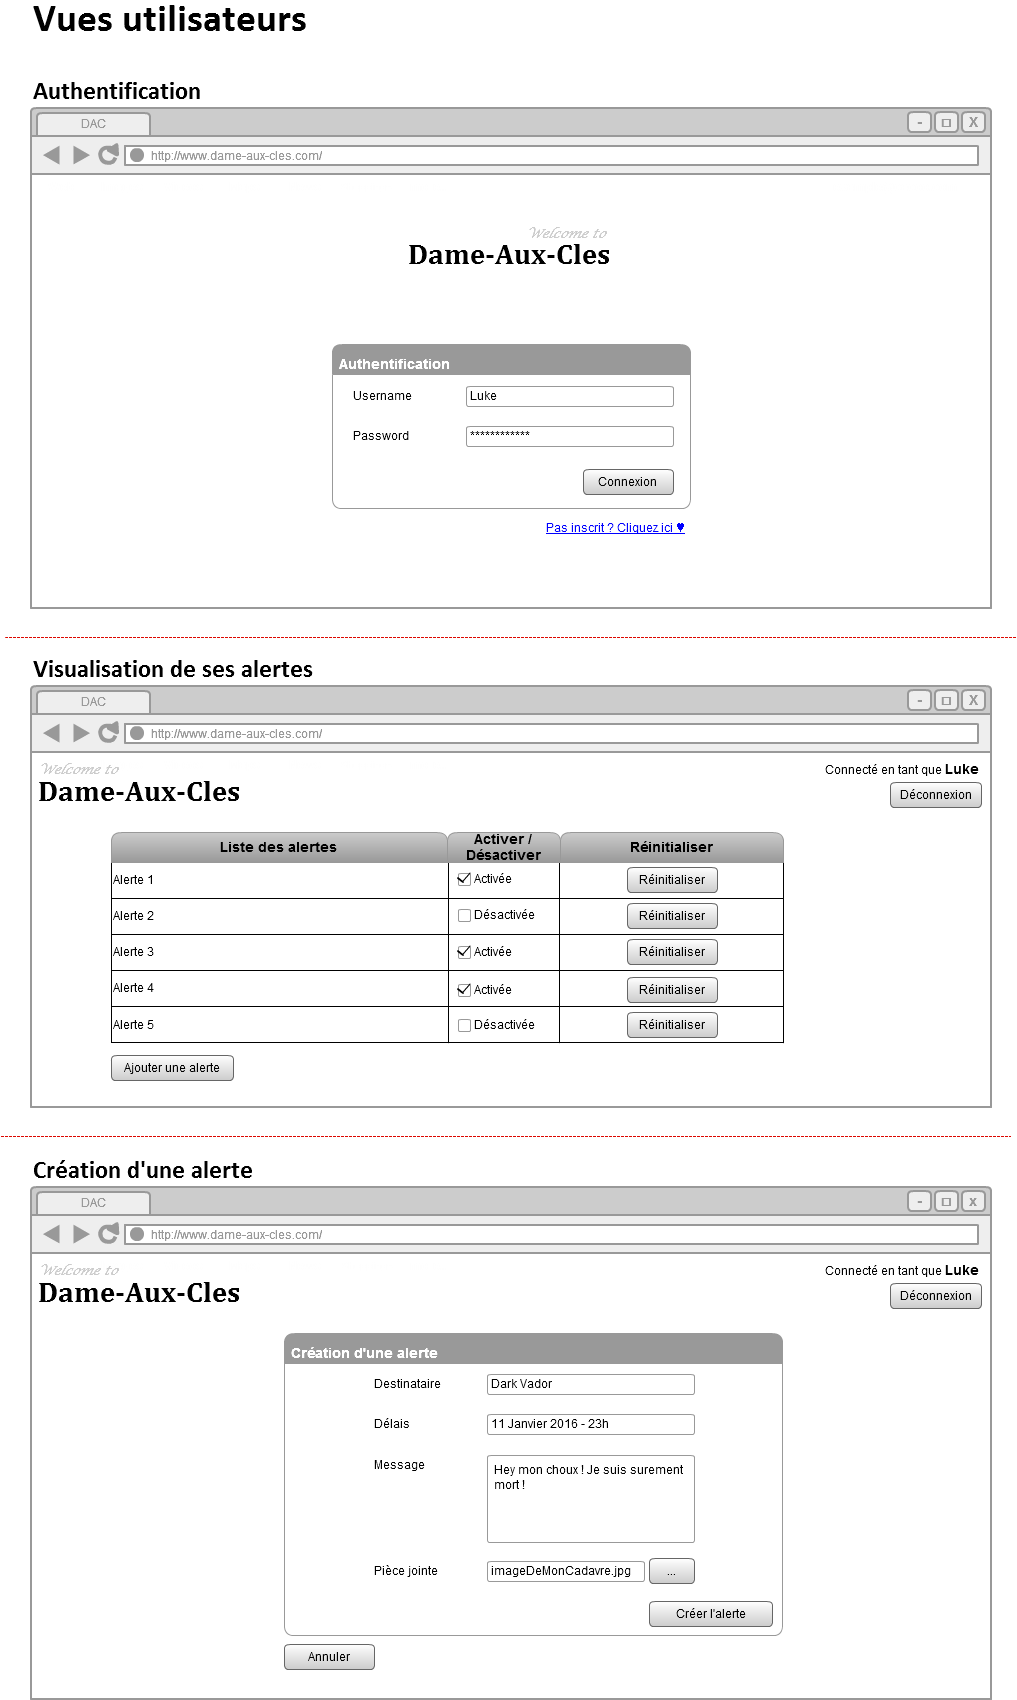 Vues utilisateurs
Authentification
DAC
- □ X
http://www.dame-aux-cles.com/
Welcome to
Dame-Aux-Cles
Authentification
Username Luke
Password ************
Connexion
Pas inscrit ? Cliquez ici ♥
Visualisation de ses alertes
DAC
- □ X
http://www.dame-aux-cles.com/
Welcome to
Dame-Aux-Cles
Connecté en tant que Luke
Déconnexion
Liste des alertes
Activer /
Désactiver
Réinitialiser
Alerte 1 Activée Réinitialiser
Alerte 2 Désactivée Réinitialiser
Alerte 3 Activée Réinitialiser
Alerte 4 Activée Réinitialiser
Alerte 5 Désactivée Réinitialiser
Ajouter une alerte
Création d'une alerte
DAC
- □ x
http://www.dame-aux-cles.com/
Welcome to
Dame-Aux-Cles
Connecté en tant que Luke
Déconnexion
Création d'une alerte
Destinataire Dark Vador
Délais 11 Janvier 2016 - 23h
Message Hey mon choux ! Je suis surement
mort !
Pièce jointe imageDeMonCadavre.jpg ...
Créer l'alerte
Annuler